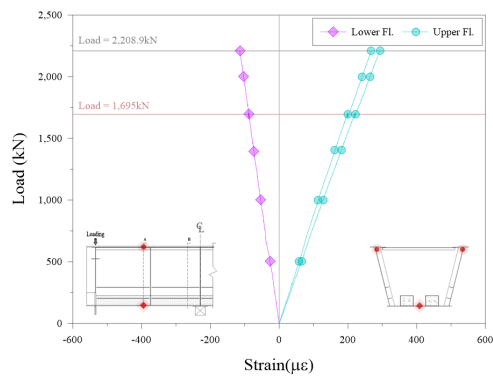 2,500
Lower Fl.
Upper Fl.
Load = 2,208.9kN
2,000
Load = 1,695kN
1,500
Load (kN)
1,000
Loading
A
B
CL
500
0
-600
-400
-200
0
200
400
600
Strain(με)